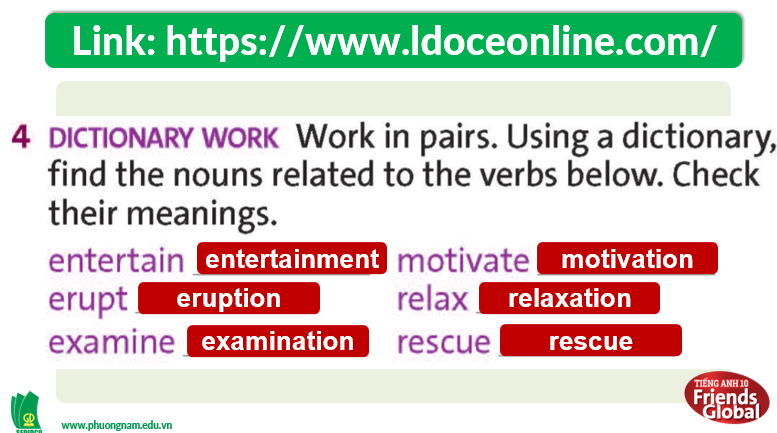 Link: https://www.ldoceonline.com/
4 DICTIONARY WORK Work in pairs. Using a dictionary,
find the nouns related to the verbs below. Check
their meanings.
entertain entertainment motivate motivation
erupt eruption relax relaxation
examine examination rescue rescue
TIẾNG ANH 10
Friends
Global
www.phuongnam.edu.vn